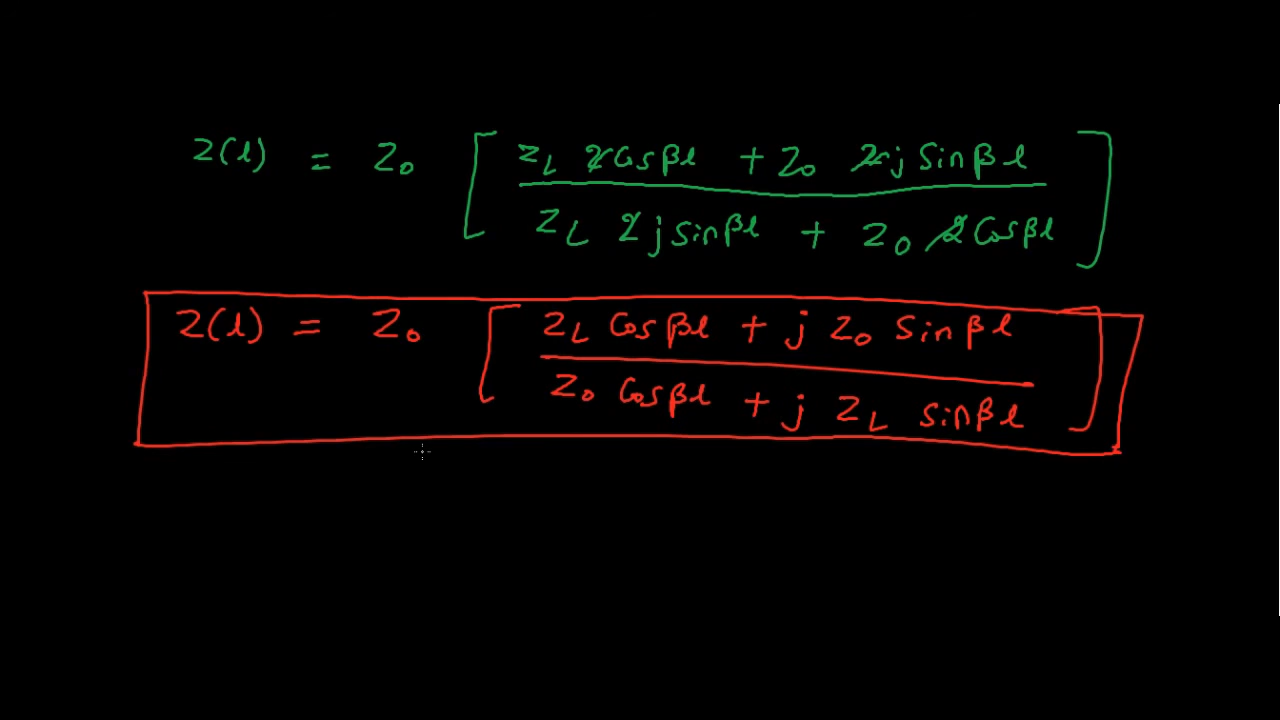 Z(l) = Z₀ [ (Z_L 2Cosβl + Z₀ 2j Sinβl) / (Z_L 2j sinβl + Z₀ 2Cosβl) ]
Z(l) = Z₀ [ (Z_L Cosβl + j Z₀ Sinβl) / (Z₀ Cosβl + j Z_L sinβl) ]